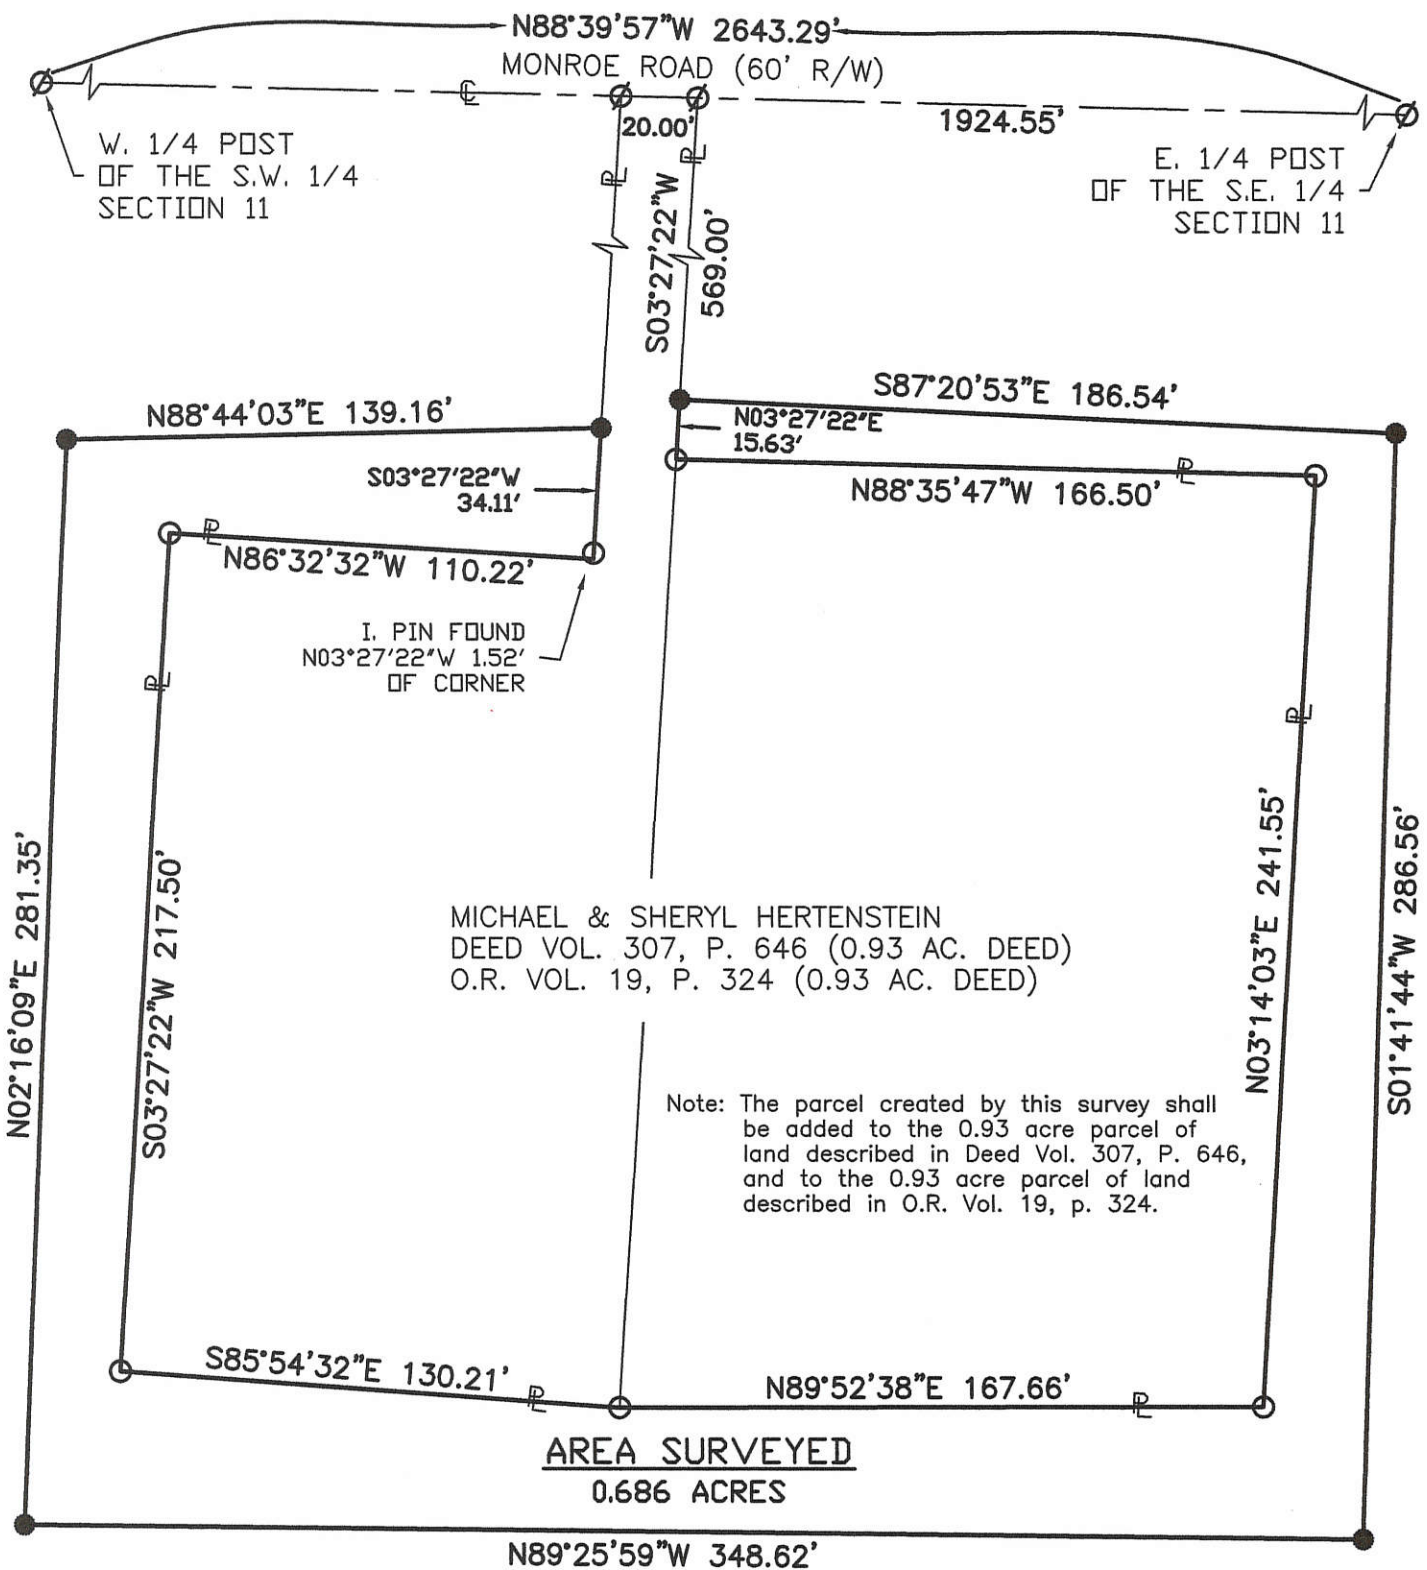 N88°39'57"W 2643.29'
MONROE ROAD (60' R/W)
20.00'
1924.55'
W. 1/4 POST
OF THE S.W. 1/4
SECTION 11
E. 1/4 POST
OF THE S.E. 1/4
SECTION 11
S03°27'22"W
569.00'
N88°44'03"E 139.16'
S87°20'53"E 186.54'
N03°27'22"E
15.63'
S03°27'22"W
34.11'
N88°35'47"W 166.50'
N86°32'32"W 110.22'
I. PIN FOUND
N03°27'22"W 1.52'
OF CORNER
N02°16'09"E 281.35'
S03°27'22"W 217.50'
N03°14'03"E 241.55'
S01°41'44"W 286.56'
MICHAEL & SHERYL HERTENSTEIN
DEED VOL. 307, P. 646 (0.93 AC. DEED)
O.R. VOL. 19, P. 324 (0.93 AC. DEED)
Note: The parcel created by this survey shall
be added to the 0.93 acre parcel of
land described in Deed Vol. 307, P. 646,
and to the 0.93 acre parcel of land
described in O.R. Vol. 19, p. 324.
S85°54'32"E 130.21'
N89°52'38"E 167.66'
AREA SURVEYED
0.686 ACRES
N89°25'59"W 348.62'